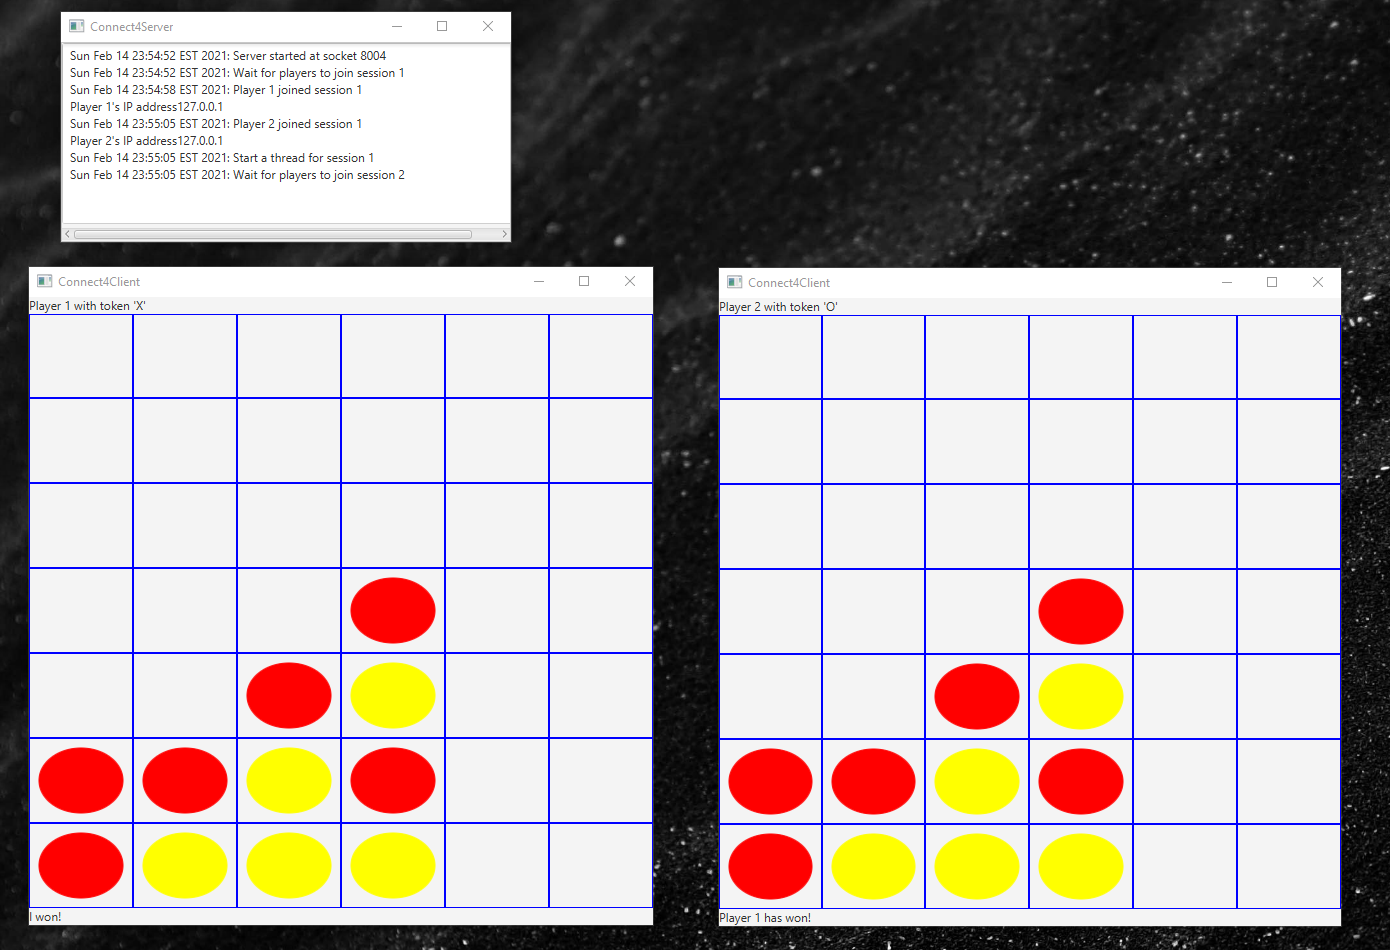 Connect4Server
Sun Feb 14 23:54:52 EST 2021: Server started at socket 8004
Sun Feb 14 23:54:52 EST 2021: Wait for players to join session 1
Sun Feb 14 23:54:58 EST 2021: Player 1 joined session 1
Player 1's IP address127.0.0.1
Sun Feb 14 23:55:05 EST 2021: Player 2 joined session 1
Player 2's IP address127.0.0.1
Sun Feb 14 23:55:05 EST 2021: Start a thread for session 1
Sun Feb 14 23:55:05 EST 2021: Wait for players to join session 2
Connect4Client
Player 1 with token 'X'
I won!
Connect4Client
Player 2 with token 'O'
Player 1 has won!